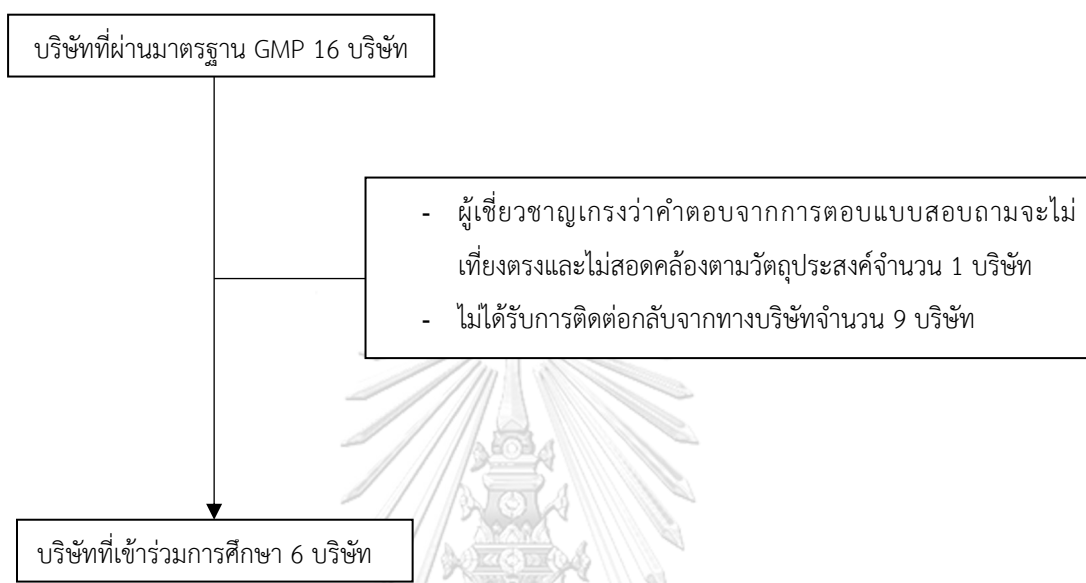 บริษัทที่ผ่านมาตรฐาน GMP 16 บริษัท
- ผู้เชี่ยวชาญเกรงว่าคำตอบจากการตอบแบบสอบถามจะไม่
เที่ยงตรงและไม่สอดคล้องตามวัตถุประสงค์จำนวน 1 บริษัท
- ไม่ได้รับการติดต่อกลับจากทางบริษัทจำนวน 9 บริษัท
บริษัทที่เข้าร่วมการศึกษา 6 บริษัท